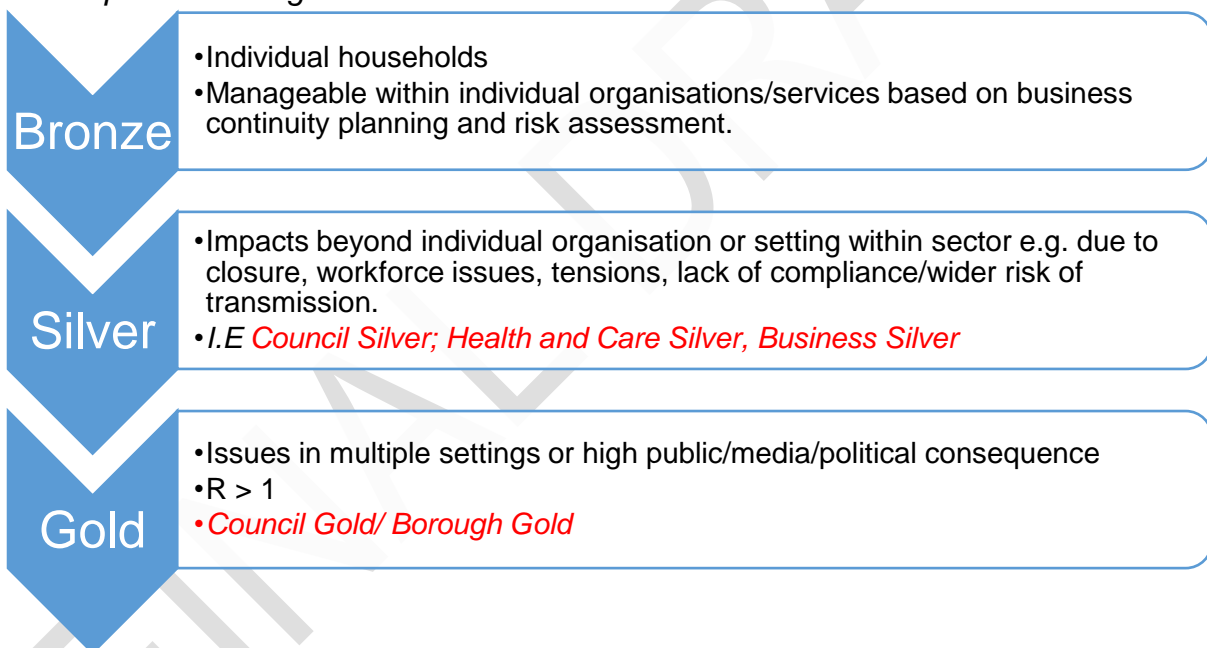 Bronze
•Individual households
•Manageable within individual organisations/services based on business
continuity planning and risk assessment.
Silver
•Impacts beyond individual organisation or setting within sector e.g. due to
closure, workforce issues, tensions, lack of compliance/wider risk of
transmission.
•I.E Council Silver; Health and Care Silver, Business Silver
Gold
•Issues in multiple settings or high public/media/political consequence
•R > 1
•Council Gold/ Borough Gold
FINAL DRA